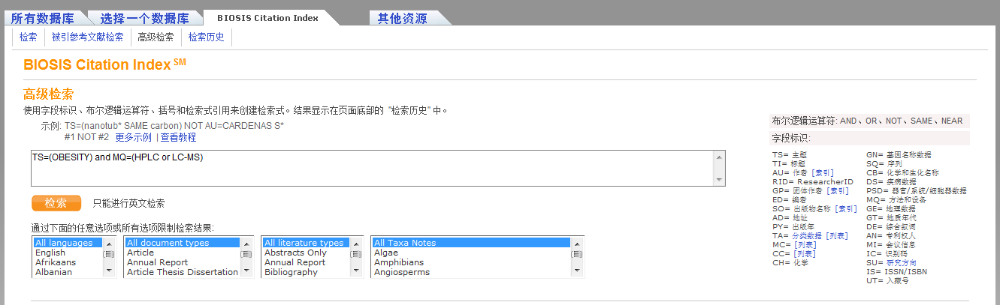 所有数据库 选择一个数据库 BIOSIS Citation Index 其他资源
检索 被引参考文献检索 高级检索 检索历史
BIOSIS Citation Index SM
高级检索
使用字段标识、布尔逻辑运算符、括号和检索式引用来创建检索式。结果显示在页面底部的 "检索历史" 中。
示例: TS=(nanotub* SAME carbon) NOT AU=CARDENAS S*
#1 NOT #2 更多示例 | 查看教程
TS=(OBESITY) and MQ=(HPLC or LC-MS)
检索 只能进行英文检索
通过下面的任意选项或所有选项限制检索结果:
All languages
English
Afrikaans
Albanian
All document types
Article
Annual Report
Article Thesis Dissertation
All literature types
Abstracts Only
Annual Report
Bibliography
All Taxa Notes
Algae
Amphibians
Angiosperms
布尔逻辑运算符: AND、OR、NOT、SAME、NEAR
字段标识:
TS= 主题
TI= 标题
AU= 作者 [索引]
RID= ResearcherID
GP= 团体作者 [索引]
ED= 编者
SO= 出版物名称 [索引]
AD= 地址
PY= 出版年
TA= 分类数据 [列表]
MC= [列表]
CC= [列表]
CH= 化学
GN= 基因名称数据
SQ= 序列
CB= 化学和生化名称
DS= 疾病数据
PSD= 器官/系统/细胞器数据
MQ= 方法和设备
GE= 地理数据
GT= 地质年代
DE= 综合叙词
AN= 专利权人
MI= 会议信息
IC= 识别码
SU= 研究方向
IS= ISSN/ISBN
UT= 入藏号